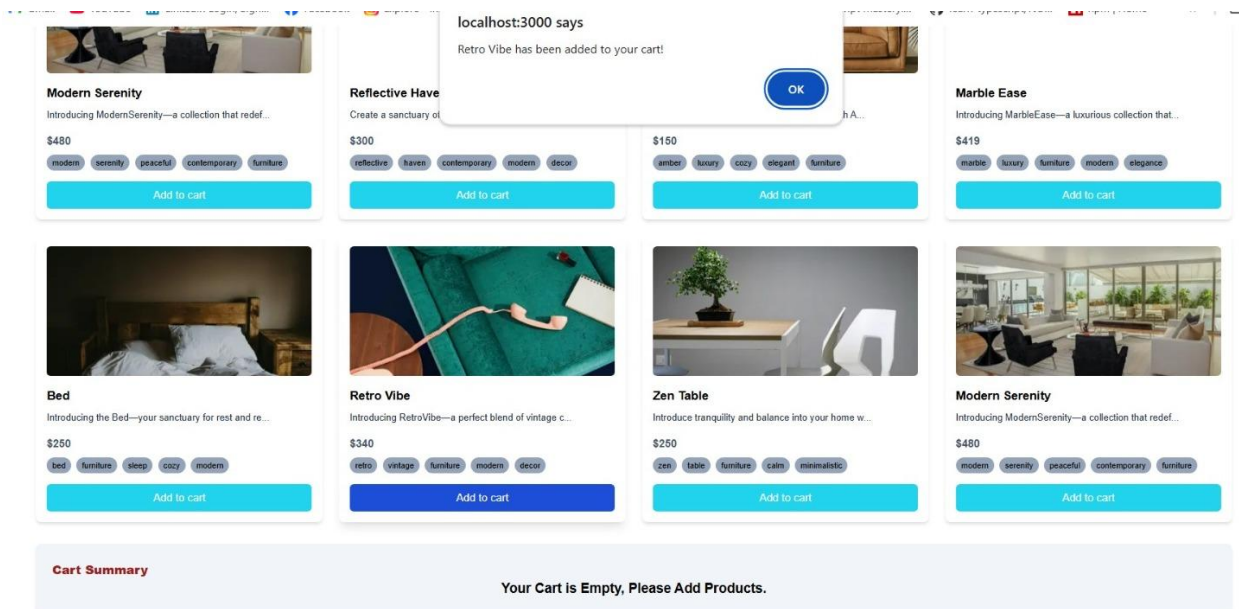 localhost:3000 says
Retro Vibe has been added to your cart!
OK
Modern Serenity
Introducing ModernSerenity—a collection that redef...
$480
modern serenity peaceful contemporary furniture
Add to cart
Reflective Have
Create a sanctuary of
$300
reflective haven contemporary modern decor
Add to cart
h A...
$150
amber luxury cozy elegant furniture
Add to cart
Marble Ease
Introducing MarbleEase—a luxurious collection that...
$419
marble luxury furniture modern elegance
Add to cart
Bed
Introducing the Bed—your sanctuary for rest and re...
$250
bed furniture sleep cozy modern
Add to cart
Retro Vibe
Introducing RetroVibe—a perfect blend of vintage c...
$340
retro vintage furniture modern decor
Add to cart
Zen Table
Introduce tranquility and balance into your home w...
$250
zen table furniture calm minimalistic
Add to cart
Modern Serenity
Introducing ModernSerenity—a collection that redef...
$480
modern serenity peaceful contemporary furniture
Add to cart
Cart Summary
Your Cart is Empty, Please Add Products.